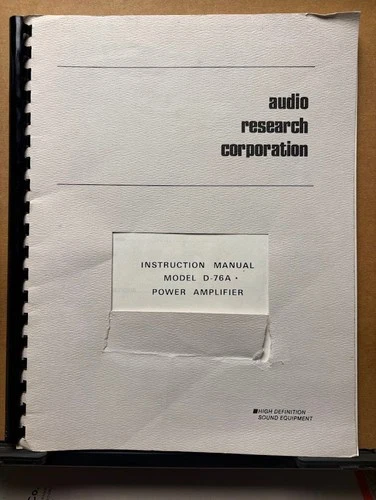 audio
research
corporation
INSTRUCTION MANUAL
MODEL D-76A
POWER AMPLIFIER
HIGH DEFINITION
SOUND EQUIPMENT